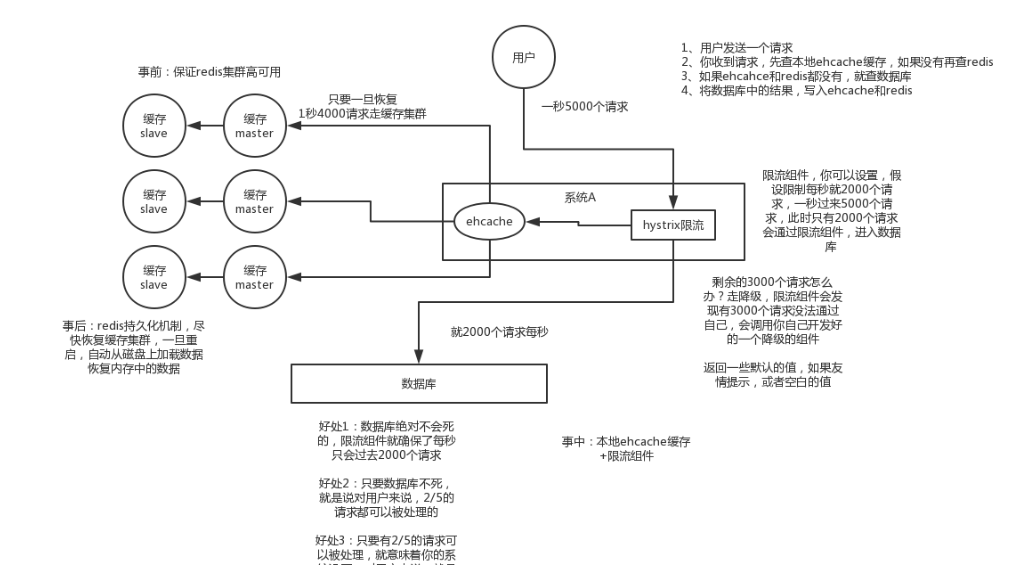 用户
1、用户发送一个请求
2、你收到请求，先查本地ehcache缓存，如果没有再查redis
3、如果ehcahce和redis都没有，就查数据库
4、将数据库中的结果，写入ehcache和redis
事前：保证redis集群高可用
只要一旦恢复
1秒4000请求走缓存集群
一秒5000个请求
缓存
slave
缓存
master
缓存
slave
缓存
master
缓存
slave
缓存
master
系统A
ehcache
hystrix限流
限流组件，你可以设置，假
设限制每秒就2000个请
求，一秒过来5000个请
求，此时只有2000个请求
会通过限流组件，进入数据
库
剩余的3000个请求怎么
办？走降级，限流组件会发
现有3000个请求没法通过
自己，会调用你自己开发好
的一个降级的组件
返回一些默认的值，如果友
情提示，或者空白的值
事后：redis持久化机制，尽
快恢复缓存集群，一旦重
启，自动从磁盘上加载数据
恢复内存中的数据
就2000个请求每秒
数据库
好处1：数据库绝对不会死
的，限流组件就确保了每秒
只会过去2000个请求
好处2：只要数据库不死，
就是说对用户来说，2/5的
请求都可以被处理的
好处3：只要有2/5的请求可
以被处理，就意味着你的系
事中：本地ehcache缓存
+限流组件